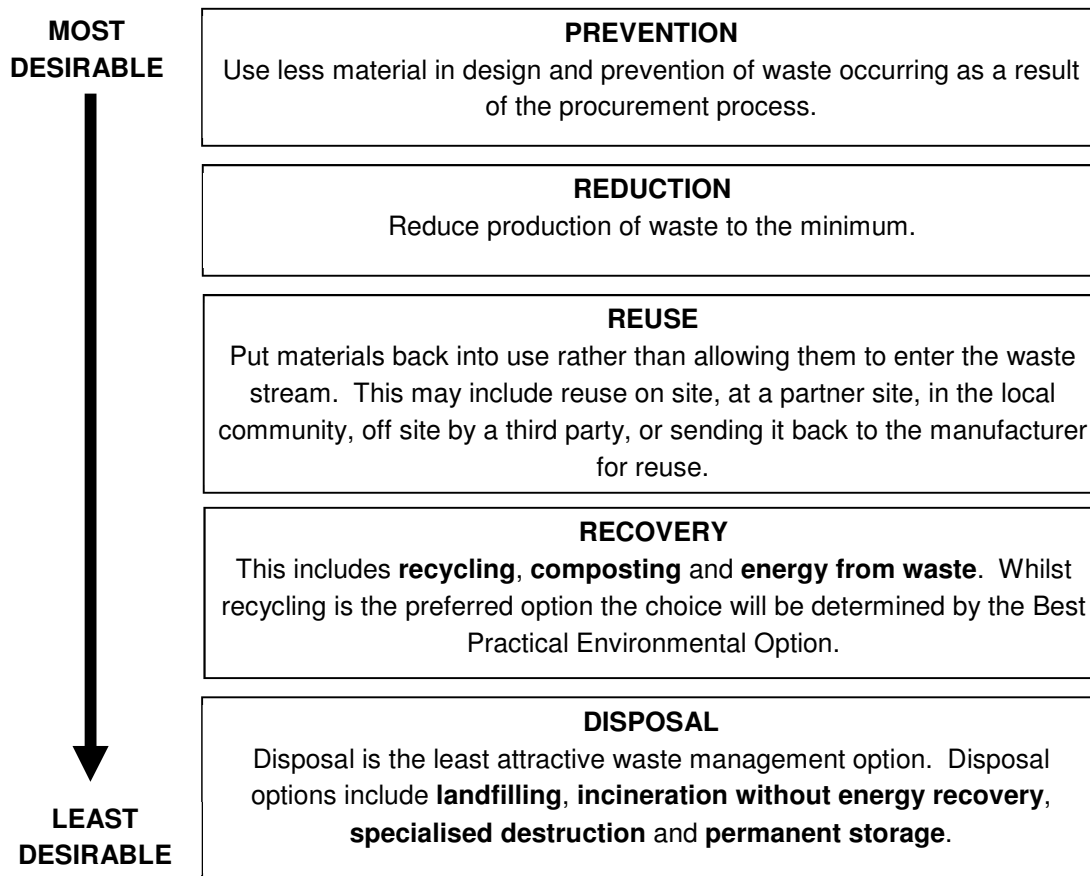 MOST
DESIRABLE
PREVENTION
Use less material in design and prevention of waste occurring as a result
of the procurement process.
REDUCTION
Reduce production of waste to the minimum.
REUSE
Put materials back into use rather than allowing them to enter the waste
stream.  This may include reuse on site, at a partner site, in the local
community, off site by a third party, or sending it back to the manufacturer
for reuse.
RECOVERY
This includes recycling, composting and energy from waste.  Whilst
recycling is the preferred option the choice will be determined by the Best
Practical Environmental Option.
DISPOSAL
Disposal is the least attractive waste management option.  Disposal
options include landfilling, incineration without energy recovery,
specialised destruction and permanent storage.
LEAST
DESIRABLE